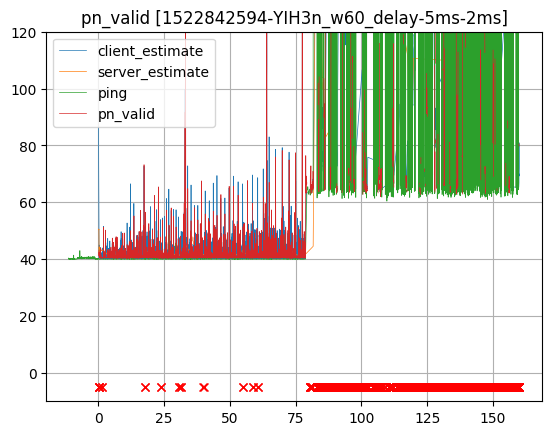 pn_valid [1522842594-YIH3n_w60_delay-5ms-2ms]
client_estimate
server_estimate
ping
pn_valid
120
100
80
60
40
20
0
0 25 50 75 100 125 150